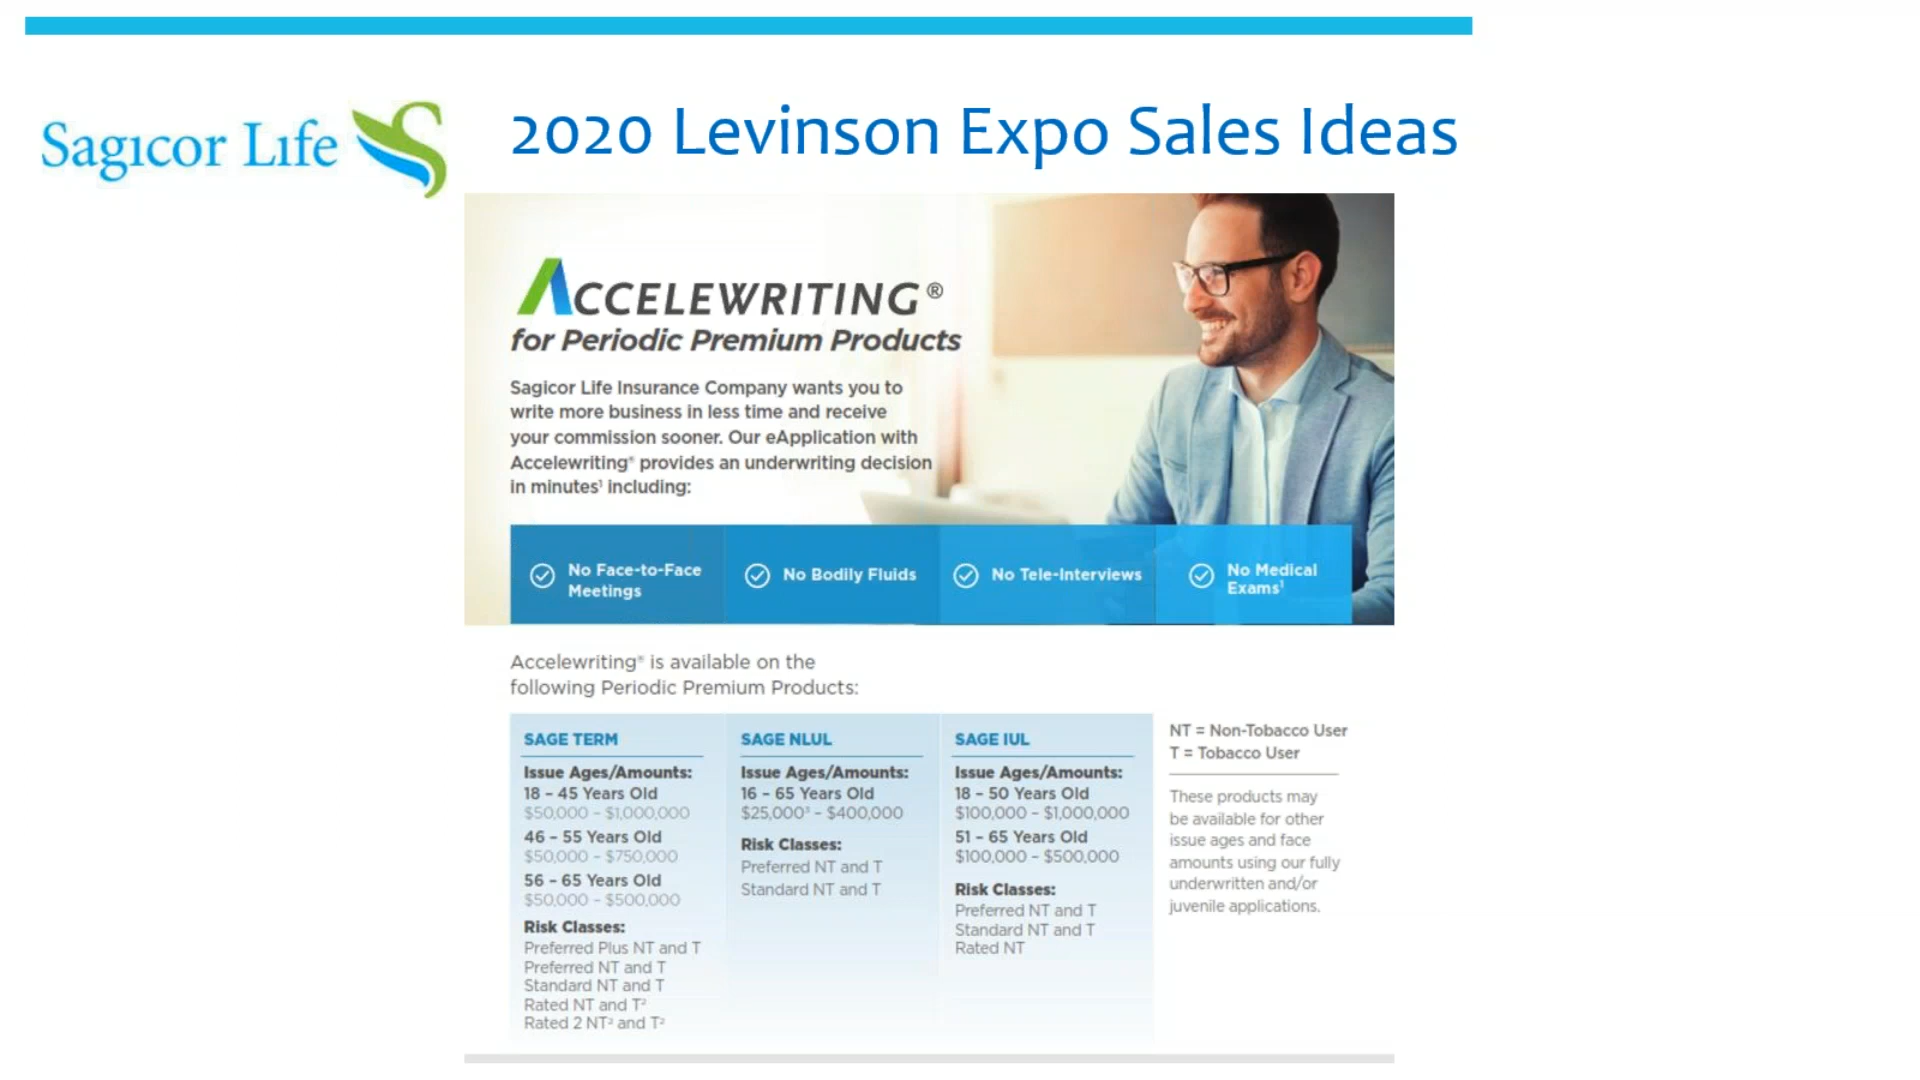 Sagicor Life
2020 Levinson Expo Sales Ideas
ACCELEWRITING®
for Periodic Premium Products
Sagicor Life Insurance Company wants you to
write more business in less time and receive
your commission sooner. Our eApplication with
Accelewriting® provides an underwriting decision
in minutes¹ including:
No Face-to-Face
Meetings
No Bodily Fluids
No Tele-Interviews
No Medical
Exams¹
Accelewriting® is available on the
following Periodic Premium Products:
SAGE TERM
Issue Ages/Amounts:
18 – 45 Years Old
$50,000 – $1,000,000
46 – 55 Years Old
$50,000 – $750,000
56 – 65 Years Old
$50,000 – $500,000
Risk Classes:
Preferred Plus NT and T
Preferred NT and T
Standard NT and T
Rated NT and T²
Rated 2 NT² and T²
SAGE NLUL
Issue Ages/Amounts:
16 – 65 Years Old
$25,000³ – $400,000
Risk Classes:
Preferred NT and T
Standard NT and T
SAGE IUL
Issue Ages/Amounts:
18 – 50 Years Old
$100,000 – $1,000,000
51 – 65 Years Old
$100,000 – $500,000
Risk Classes:
Preferred NT and T
Standard NT and T
Rated NT
NT = Non-Tobacco User
T = Tobacco User
These products may
be available for other
issue ages and face
amounts using our fully
underwritten and/or
juvenile applications.